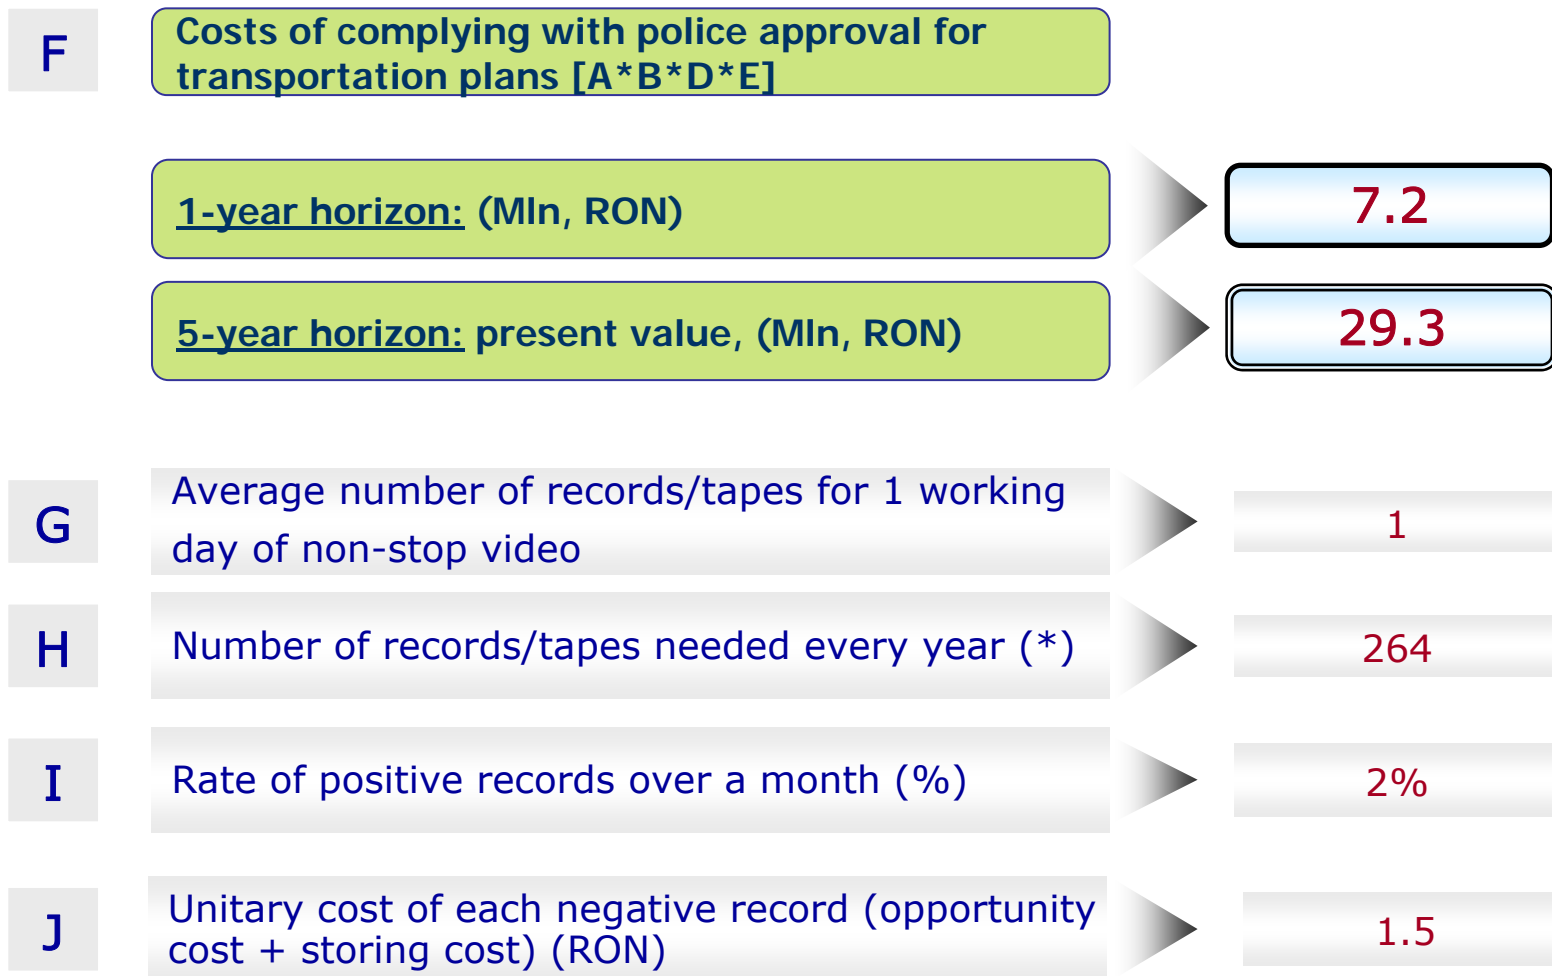 F
Costs of complying with police approval for
transportation plans [A*B*D*E]
1-year horizon: (Mln, RON)
7.2
5-year horizon: present value, (Mln, RON)
29.3
G
Average number of records/tapes for 1 working
day of non-stop video
1
H
Number of records/tapes needed every year (*)
264
I
Rate of positive records over a month (%)
2%
J
Unitary cost of each negative record (opportunity
cost + storing cost) (RON)
1.5